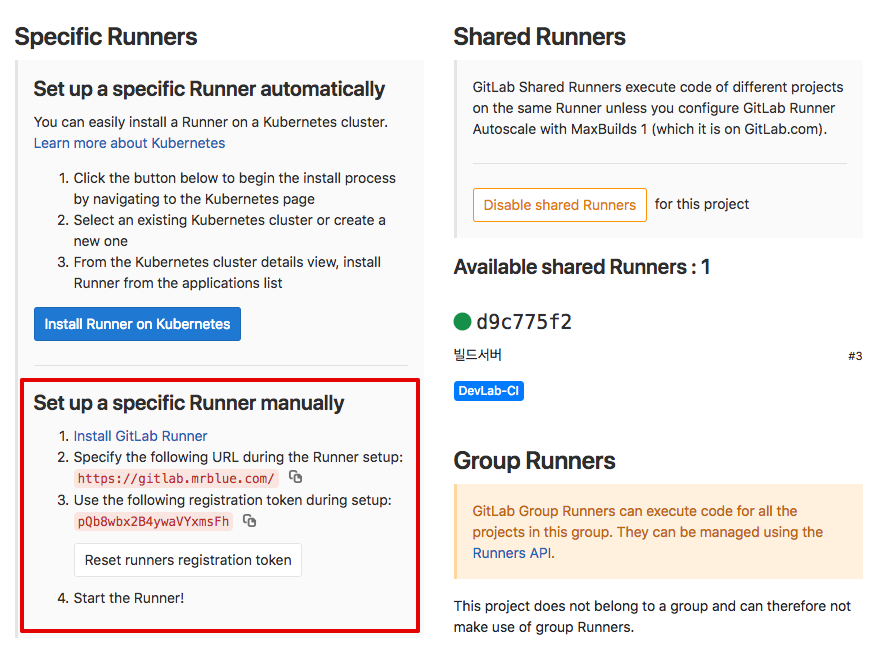 Specific Runners
Set up a specific Runner automatically
You can easily install a Runner on a Kubernetes cluster.
Learn more about Kubernetes
1. Click the button below to begin the install process
by navigating to the Kubernetes page
2. Select an existing Kubernetes cluster or create a
new one
3. From the Kubernetes cluster details view, install
Runner from the applications list
Install Runner on Kubernetes
Set up a specific Runner manually
1. Install GitLab Runner
2. Specify the following URL during the Runner setup:
https://gitlab.mrblue.com/
3. Use the following registration token during setup:
pQb8wbx2B4ywaVYxmsFh
Reset runners registration token
4. Start the Runner!
Shared Runners
GitLab Shared Runners execute code of different projects
on the same Runner unless you configure GitLab Runner
Autoscale with MaxBuilds 1 (which it is on GitLab.com).
Disable shared Runners for this project
Available shared Runners : 1
d9c775f2
빌드서버 #3
DevLab-CI
Group Runners
GitLab Group Runners can execute code for all the
projects in this group. They can be managed using the
Runners API.
This project does not belong to a group and can therefore not
make use of group Runners.